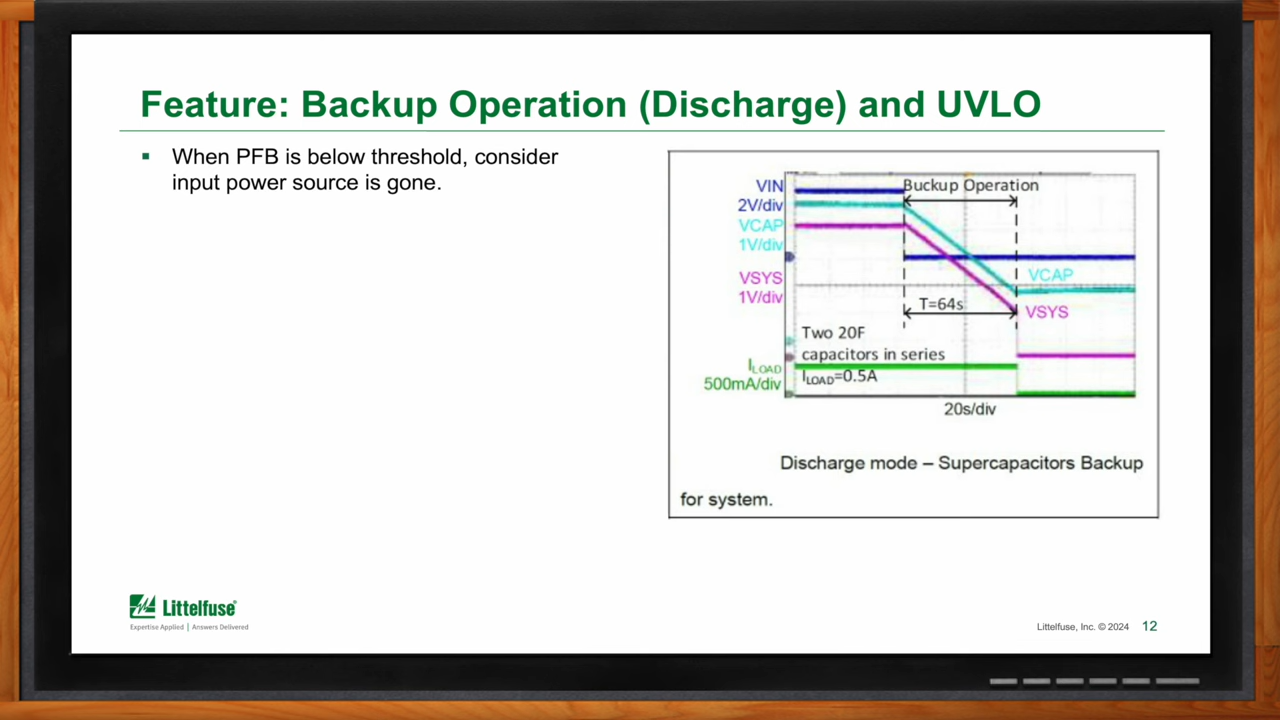 Feature: Backup Operation (Discharge) and UVLO
▪ When PFB is below threshold, consider
input power source is gone.
VIN
2V/div
VCAP
1V/div
VSYS
1V/div
ILOAD
500mA/div
Buckup Operation
T=64s
VCAP
VSYS
Two 20F
capacitors in series
ILOAD=0.5A
20s/div
Discharge mode – Supercapacitors Backup
for system.
Littelfuse®
Expertise Applied | Answers Delivered
Littelfuse, Inc. © 2024 12